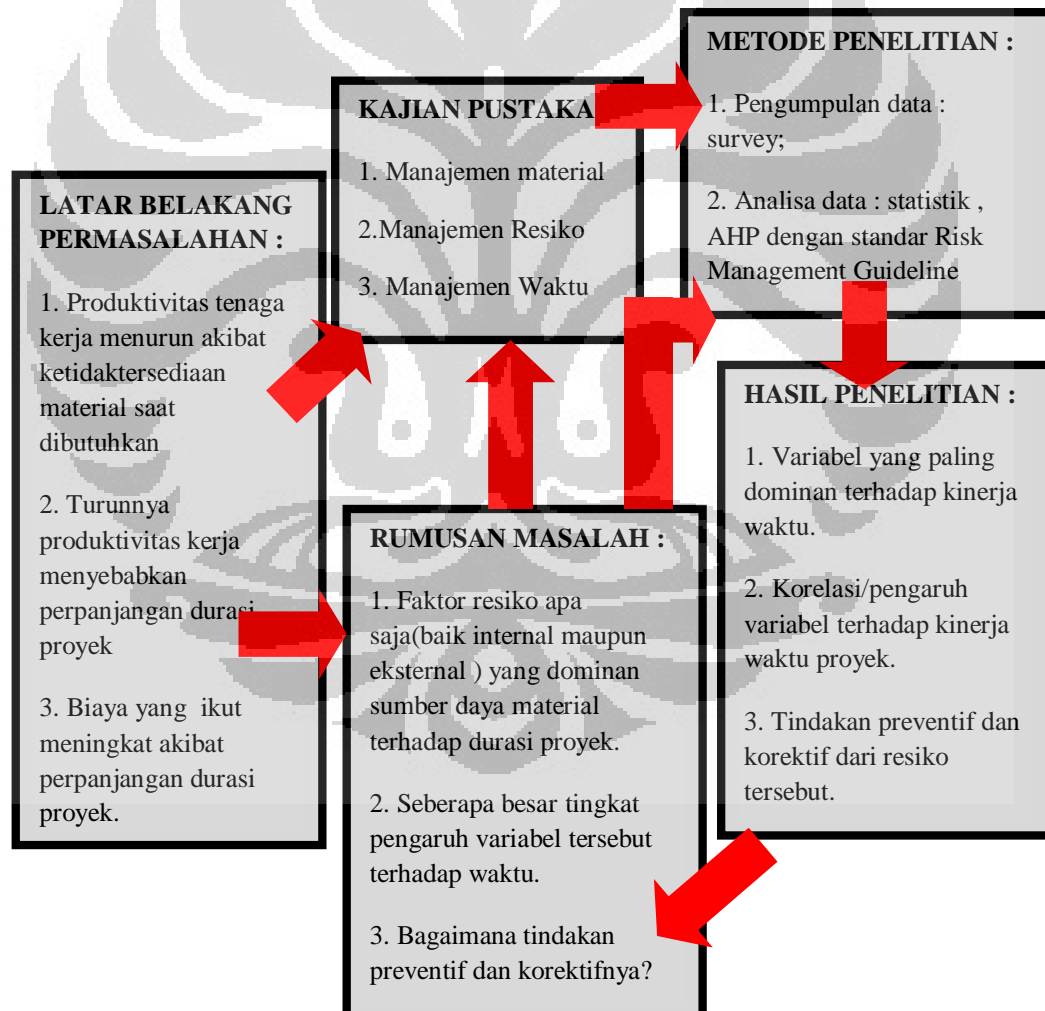 LATAR BELAKANG
PERMASALAHAN :
1. Produktivitas tenaga
kerja menurun akibat
ketidaktersediaan
material saat
dibutuhkan
2. Turunnya
produktivitas kerja
menyebabkan
perpanjangan durasi
proyek
3. Biaya yang ikut
meningkat akibat
perpanjangan durasi
proyek.
KAJIAN PUSTAKA
1. Manajemen material
2.Manajemen Resiko
3. Manajemen Waktu
RUMUSAN MASALAH :
1. Faktor resiko apa
saja(baik internal maupun
eksternal ) yang dominan
sumber daya material
terhadap durasi proyek.
2. Seberapa besar tingkat
pengaruh variabel tersebut
terhadap waktu.
3. Bagaimana tindakan
preventif dan korektifnya?
METODE PENELITIAN :
1. Pengumpulan data :
survey;
2. Analisa data : statistik ,
AHP dengan standar Risk
Management Guideline
HASIL PENELITIAN :
1. Variabel yang paling
dominan terhadap kinerja
waktu.
2. Korelasi/pengaruh
variabel terhadap kinerja
waktu proyek.
3. Tindakan preventif dan
korektif dari resiko
tersebut.